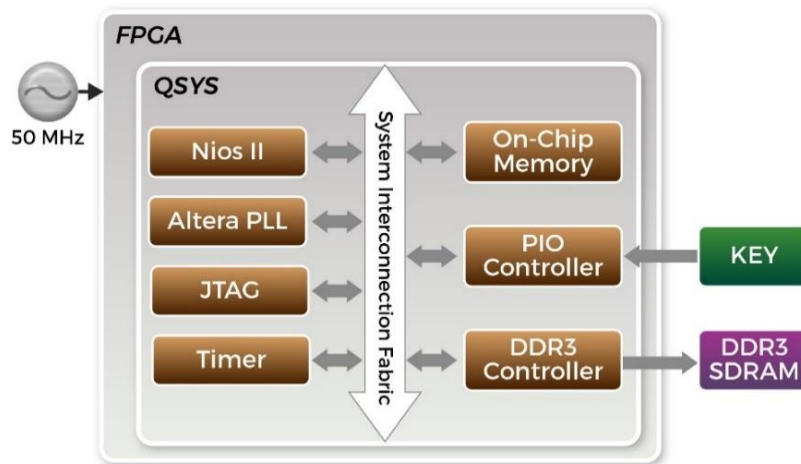 FPGA
QSYS
50 MHz
Nios II
Altera PLL
JTAG
Timer
System Interconnection Fabric
On-Chip
Memory
PIO
Controller
DDR3
Controller
KEY
DDR3
SDRAM